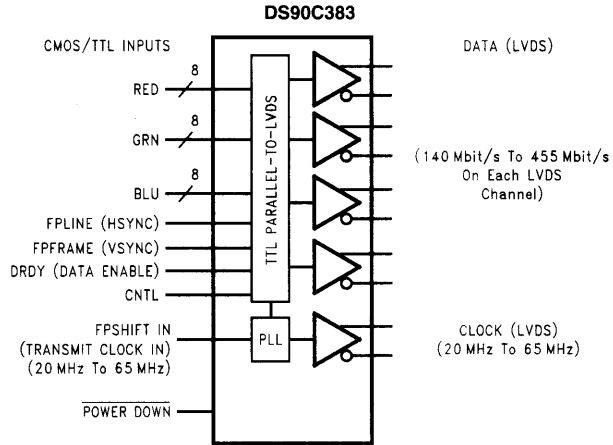 DS90C383
CMOS/TTL INPUTS
DATA (LVDS)
8
RED
8
GRN
(140 Mbit/s To 455 Mbit/s
On Each LVDS
Channel)
8
BLU
TTL PARALLEL-TO-LVDS
FPLINE (HSYNC)
FPFRAME (VSYNC)
DRDY (DATA ENABLE)
CNTL
FPSHIFT IN
(TRANSMIT CLOCK IN)
(20 MHz To 65 MHz)
PLL
CLOCK (LVDS)
(20 MHz To 65 MHz)
POWER DOWN